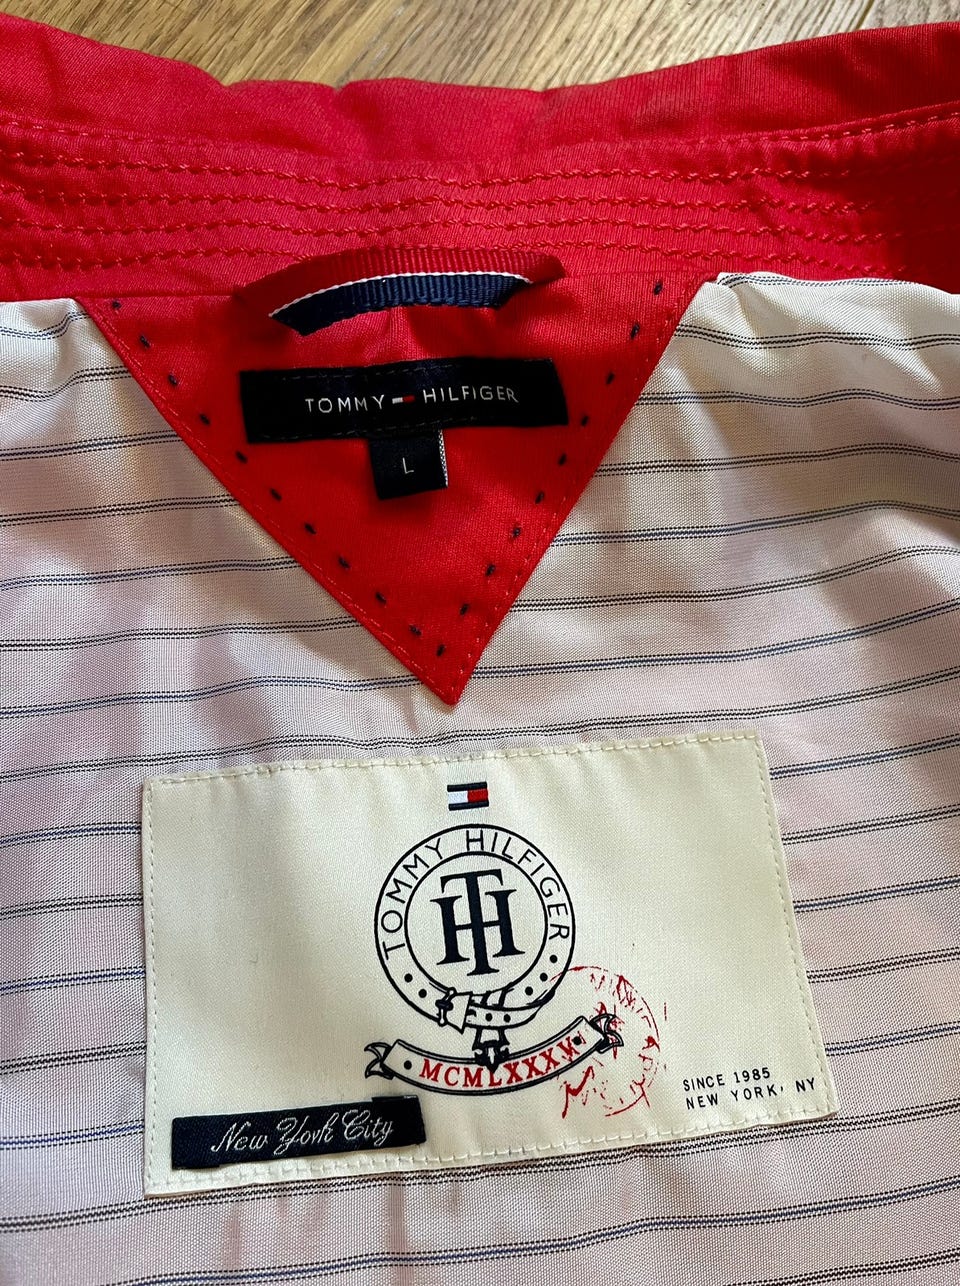 TOMMY HILFIGER
L
TOMMY HILFIGER
TH
MCMLXXXV
SINCE 1985
NEW YORK, NY
New York City